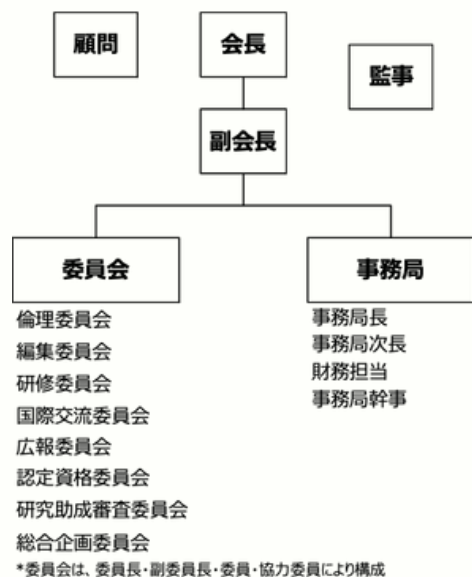 顧問
会長
監事
副会長
委員会
事務局
倫理委員会
編集委員会
研修委員会
国際交流委員会
広報委員会
認定資格委員会
研究助成審査委員会
総合企画委員会
事務局長
事務局次長
財務担当
事務局幹事
*委員会は、委員長・副委員長・委員・協力委員により構成